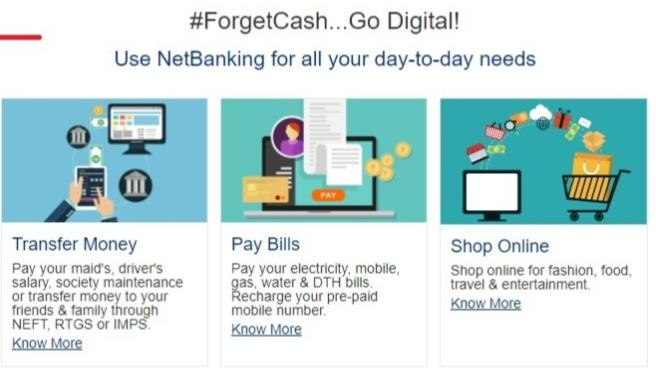 #ForgetCash...Go Digital!
Use NetBanking for all your day-to-day needs
PAY
Transfer Money
Pay your maid's, driver's
salary, society maintenance
or transfer money to your
friends & family through
NEFT, RTGS or IMPS.
Know More
Pay Bills
Pay your electricity, mobile,
gas, water & DTH bills.
Recharge your pre-paid
mobile number.
Know More
Shop Online
Shop online for fashion, food,
travel & entertainment.
Know More